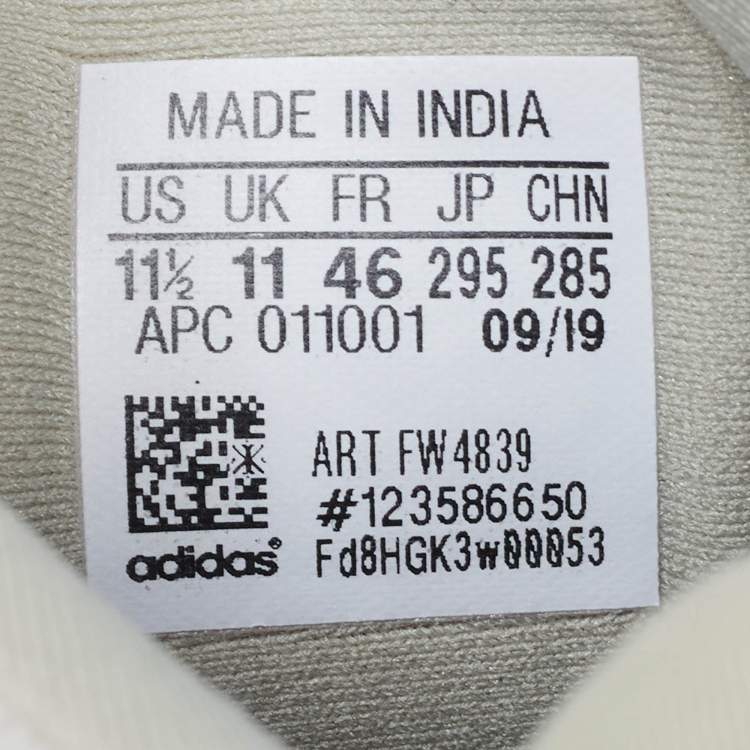 MADE IN INDIA
US UK FR JP CHN
11½ 11 46 295 285
APC 011001 09/19
ART FW4839
#123586650
adidas® Fd8HGK3w00053